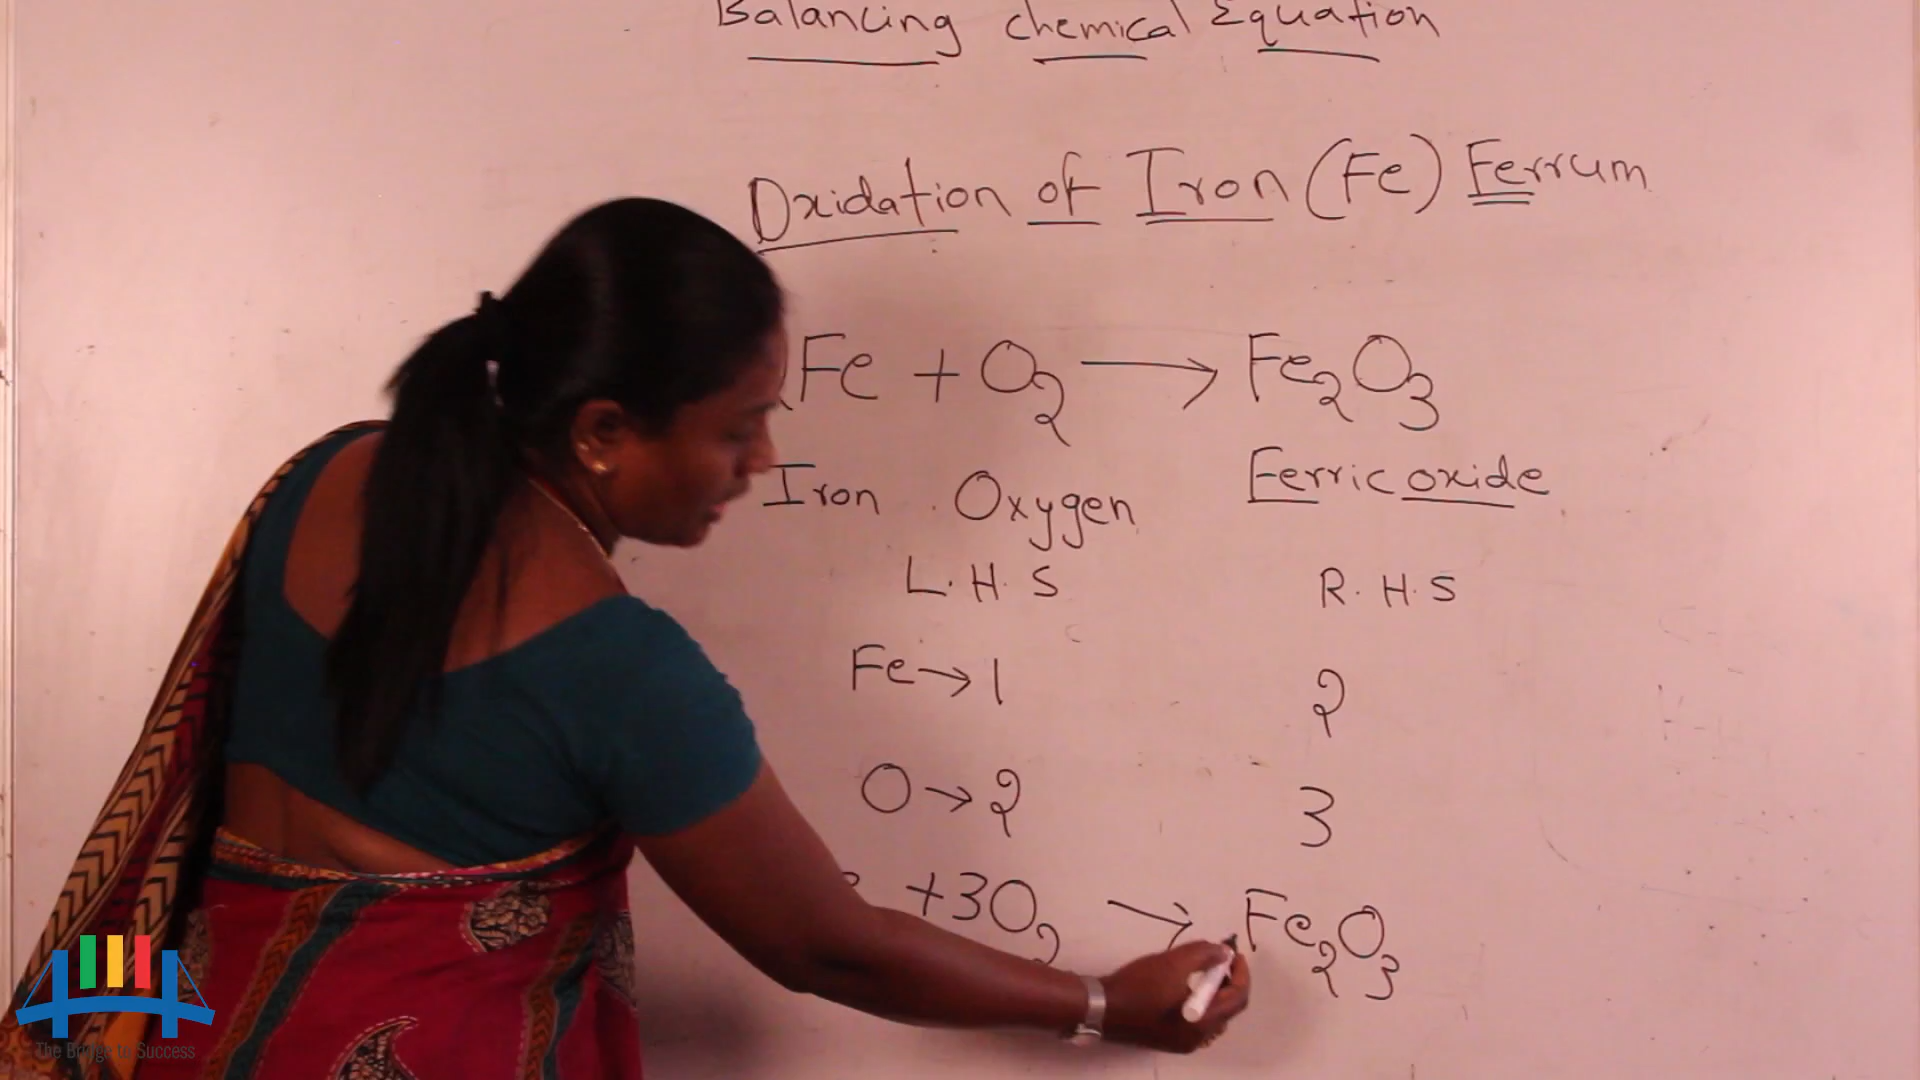 Balancing chemical Equation
Oxidation of Iron (Fe) Ferrum
Fe + O2 → Fe2O3
Iron Oxygen Ferric oxide
L.H.S R.H.S
Fe → 1 2
O → 2 3
+3O2 → Fe2O3
The Bridge to Success